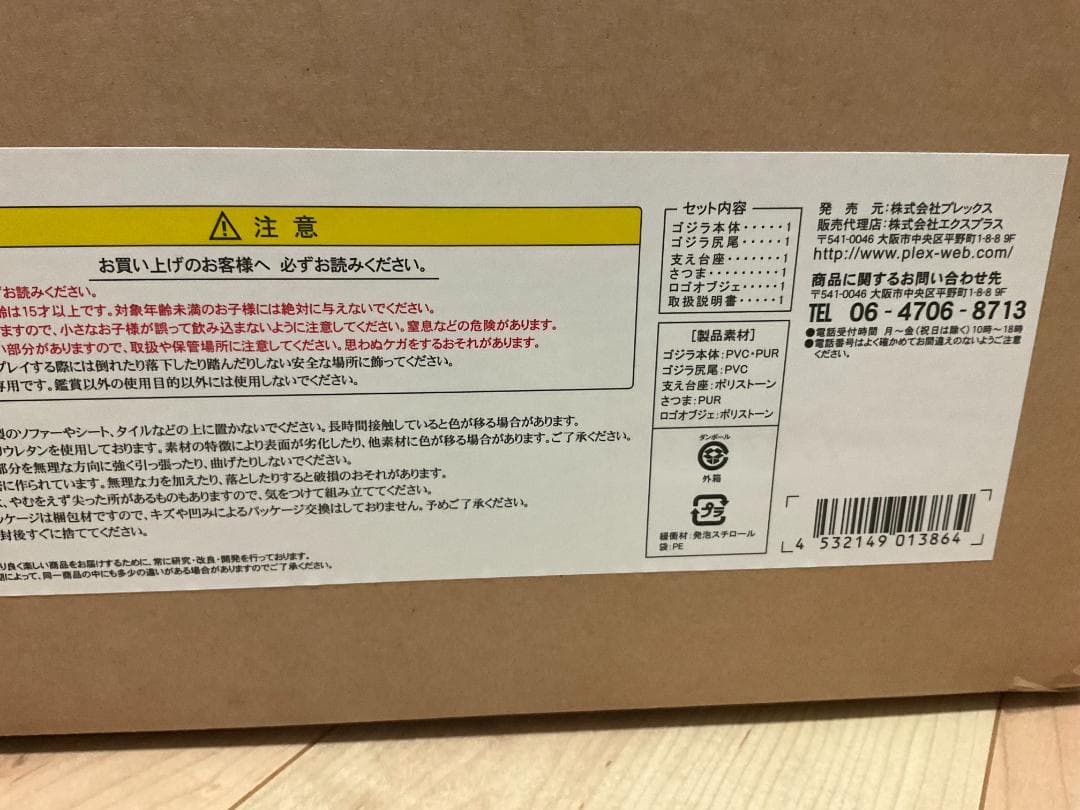 注意
お買い上げのお客様へ 必ずお読みください。
お読みください。
齢は15才以上です。対象年齢未満のお子様には絶対に与えないでください。
ますので、小さなお子様が誤って飲み込まないように注意してください。窒息などの危険があります。
い部分がありますので、取扱や保管場所に注意してください。思わぬケガをするおそれがあります。
プレイする際には倒れたり落下したり踏んだりしない安全な場所に飾ってください。
専用です。鑑賞以外の使用目的以外には使用しないでください。
製のソファーやシート、タイルなどの上に置かないでください。長時間接触していると色が移る場合があります。
リウレタンを使用しております。素材の特徴により表面が劣化したり、他素材に色が移る場合があります。ご了承ください。
部分を無理な方向に強く引っ張ったり、曲げたりしないでください。
に作られています。無理な力を加えたり、落としたりすると破損のおそれがあります。
、やむをえず尖った所があるものもありますので、気をつけて組み立ててください。
ッケージは梱包材ですので、キズや凹みによるパッケージ交換はしておりません。予めご了承ください。
封後すぐに捨ててください。
り良く楽しい商品をお届けするために、常に研究・改良・開発を行っております。
期によって、同一商品の中にも多少の違いがある場合がありますのでご了承ください。
セット内容
ゴジラ本体・・・・・1
ゴジラ尻尾・・・・・1
支え台座・・・・・・・1
さつま・・・・・・・・・1
ロゴオブジェ・・・・1
取扱説明書・・・・・1
[製品素材]
ゴジラ本体:PVC・PUR
ゴジラ尻尾:PVC
支え台座:ポリストーン
さつま:PUR
ロゴオブジェ:ポリストーン
ダンボール
外箱
プラ
緩衝材:発泡スチロール
袋:PE
発売元:株式会社プレックス
販売代理店:株式会社エクスプラス
〒541-0046 大阪市中央区平野町1-8-8 9F
http://www.plex-web.com/
商品に関するお問い合わせ先
〒541-0046 大阪市中央区平野町1-8-8 9F
TEL 06-4706-8713
●電話受付時間 月〜金(祝日は除く)10時〜18時
●電話番号はよく確かめてお間違えのないようご注意
ください。
4 532149 013864